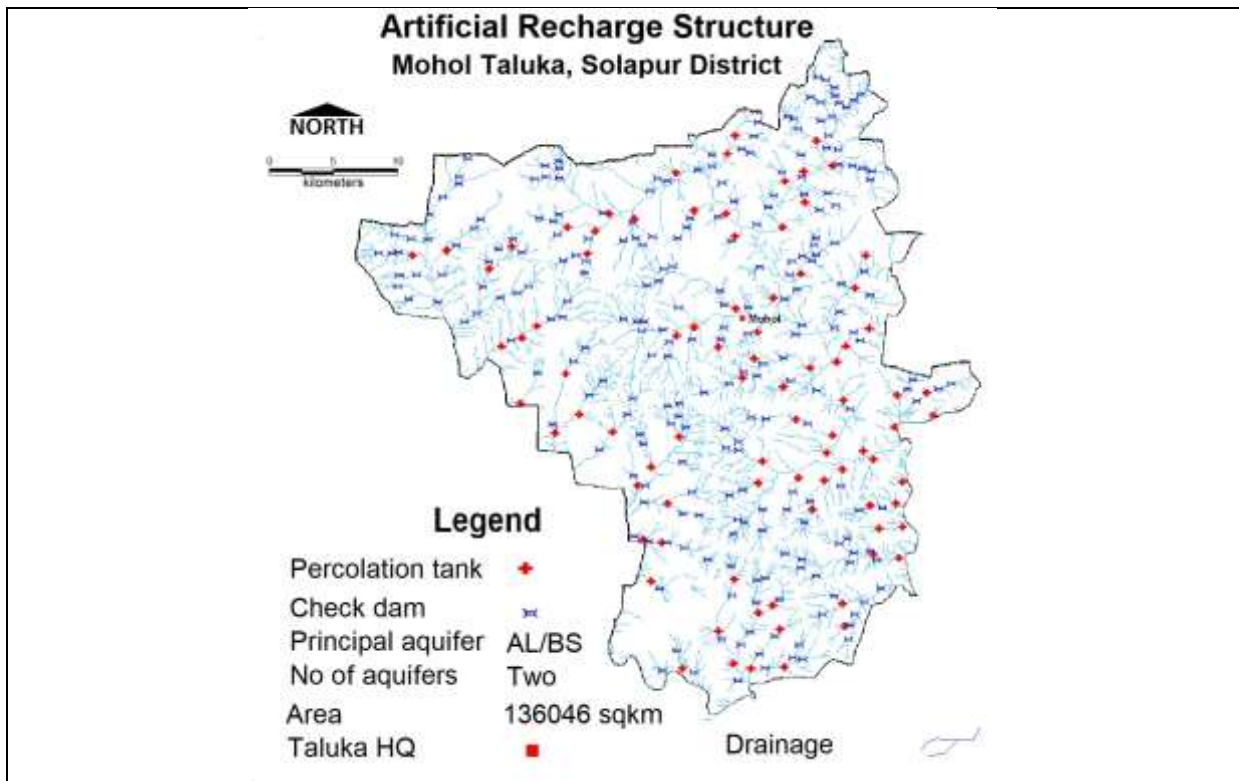 Artificial Recharge Structure
Mohol Taluka, Solapur District
NORTH
0 5 10
kilometers
Mohol
Legend
Percolation tank
Check dam
Principal aquifer AL/BS
No of aquifers Two
Area 136046 sqkm
Taluka HQ
Drainage